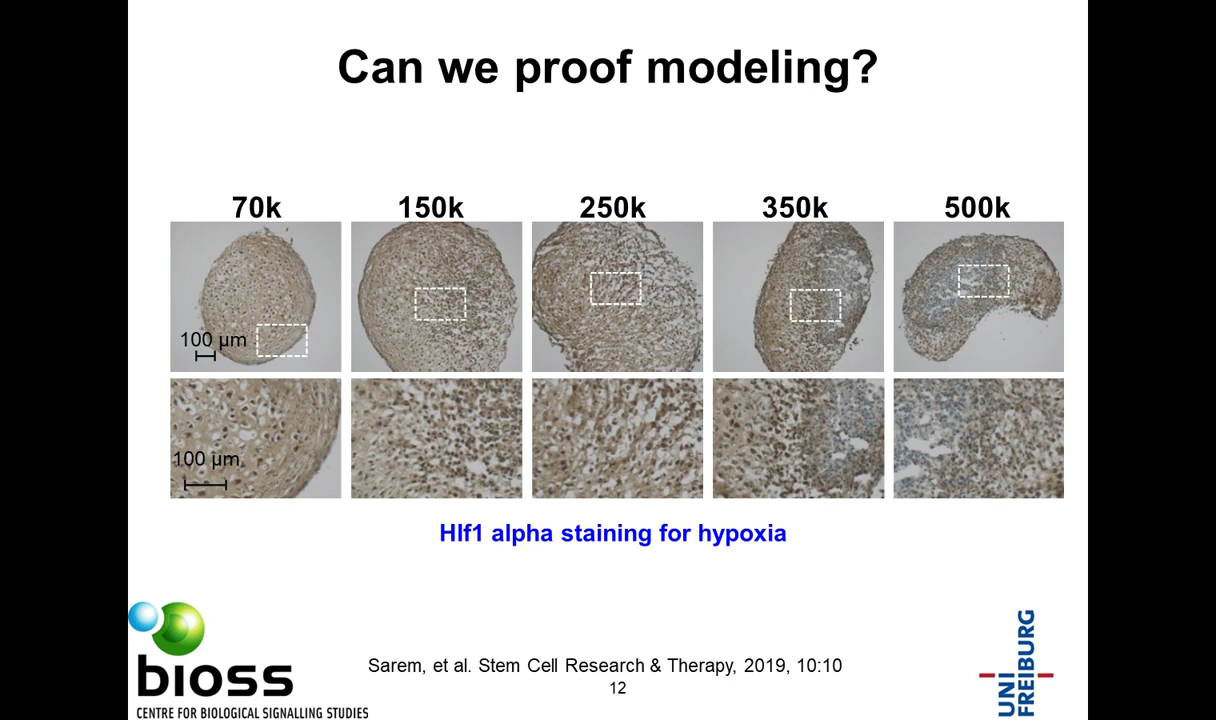 Can we proof modeling?
70k 150k 250k 350k 500k
100 µm
100 µm
HIf1 alpha staining for hypoxia
bioss
CENTRE FOR BIOLOGICAL SIGNALLING STUDIES
Sarem, et al. Stem Cell Research & Therapy, 2019, 10:10
12
UNI
FREIBURG